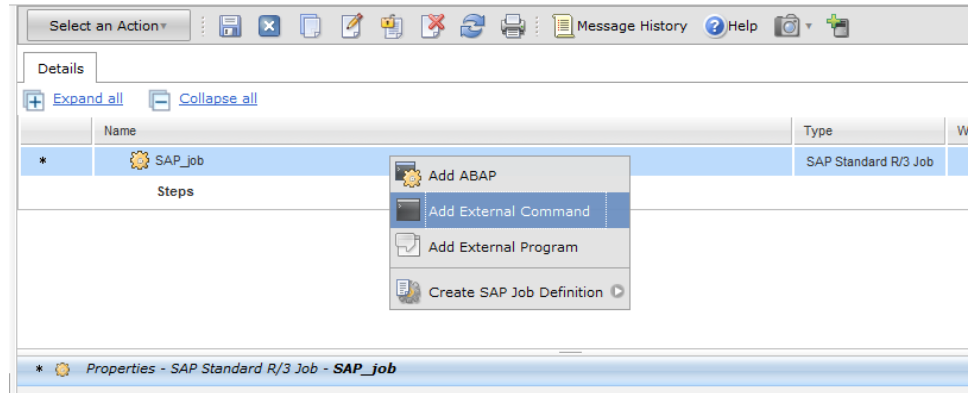 Select an Action Message History Help
Details
Expand all Collapse all
Name Type W
* SAP_job SAP Standard R/3 Job
Steps
Add ABAP
Add External Command
Add External Program
Create SAP Job Definition
* Properties - SAP Standard R/3 Job - SAP_job